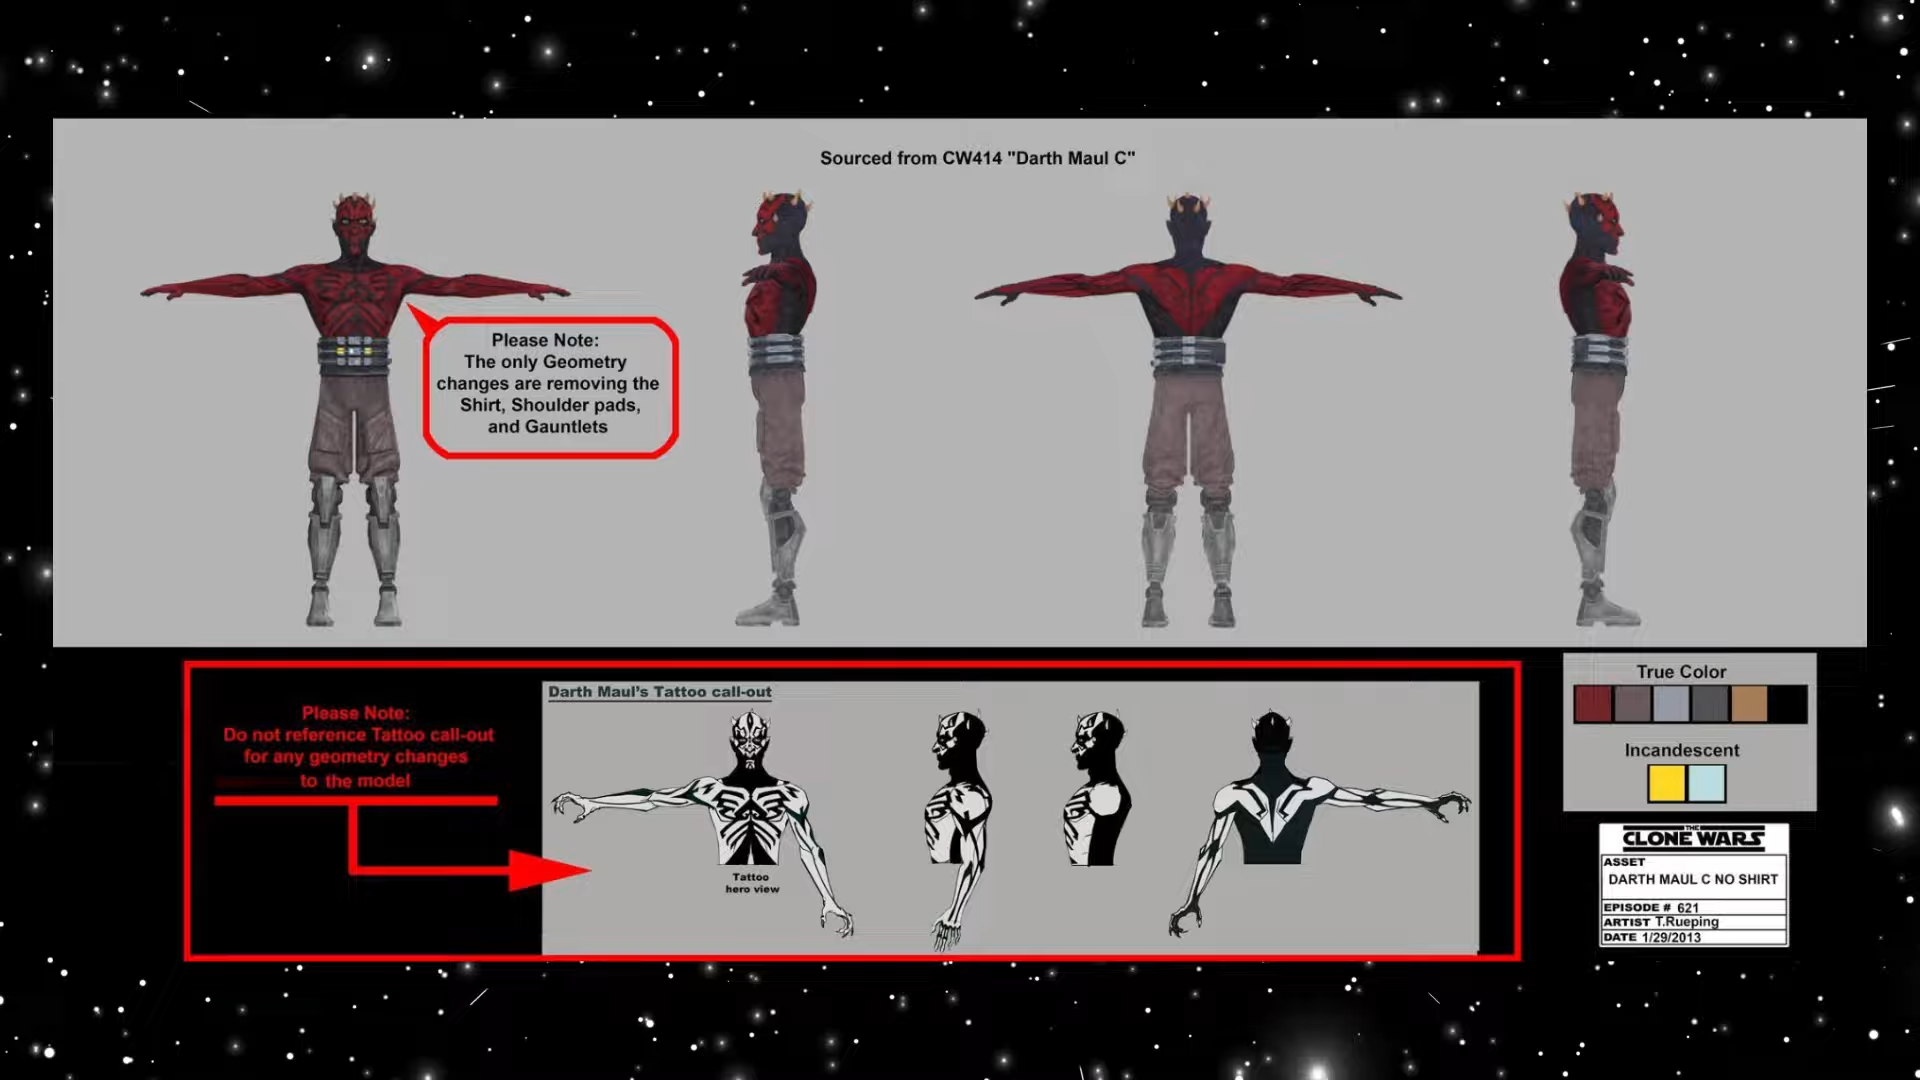 Sourced from CW414 "Darth Maul C"
Please Note:
The only Geometry
changes are removing the
Shirt, Shoulder pads,
and Gauntlets
Please Note:
Do not reference Tattoo call-out
for any geometry changes
to the model
Darth Maul's Tattoo call-out
Tattoo
hero view
True Color
Incandescent
THE
CLONE WARS
ASSET
DARTH MAUL C NO SHIRT
EPISODE # 621
ARTIST T.Rueping
DATE 1/29/2013